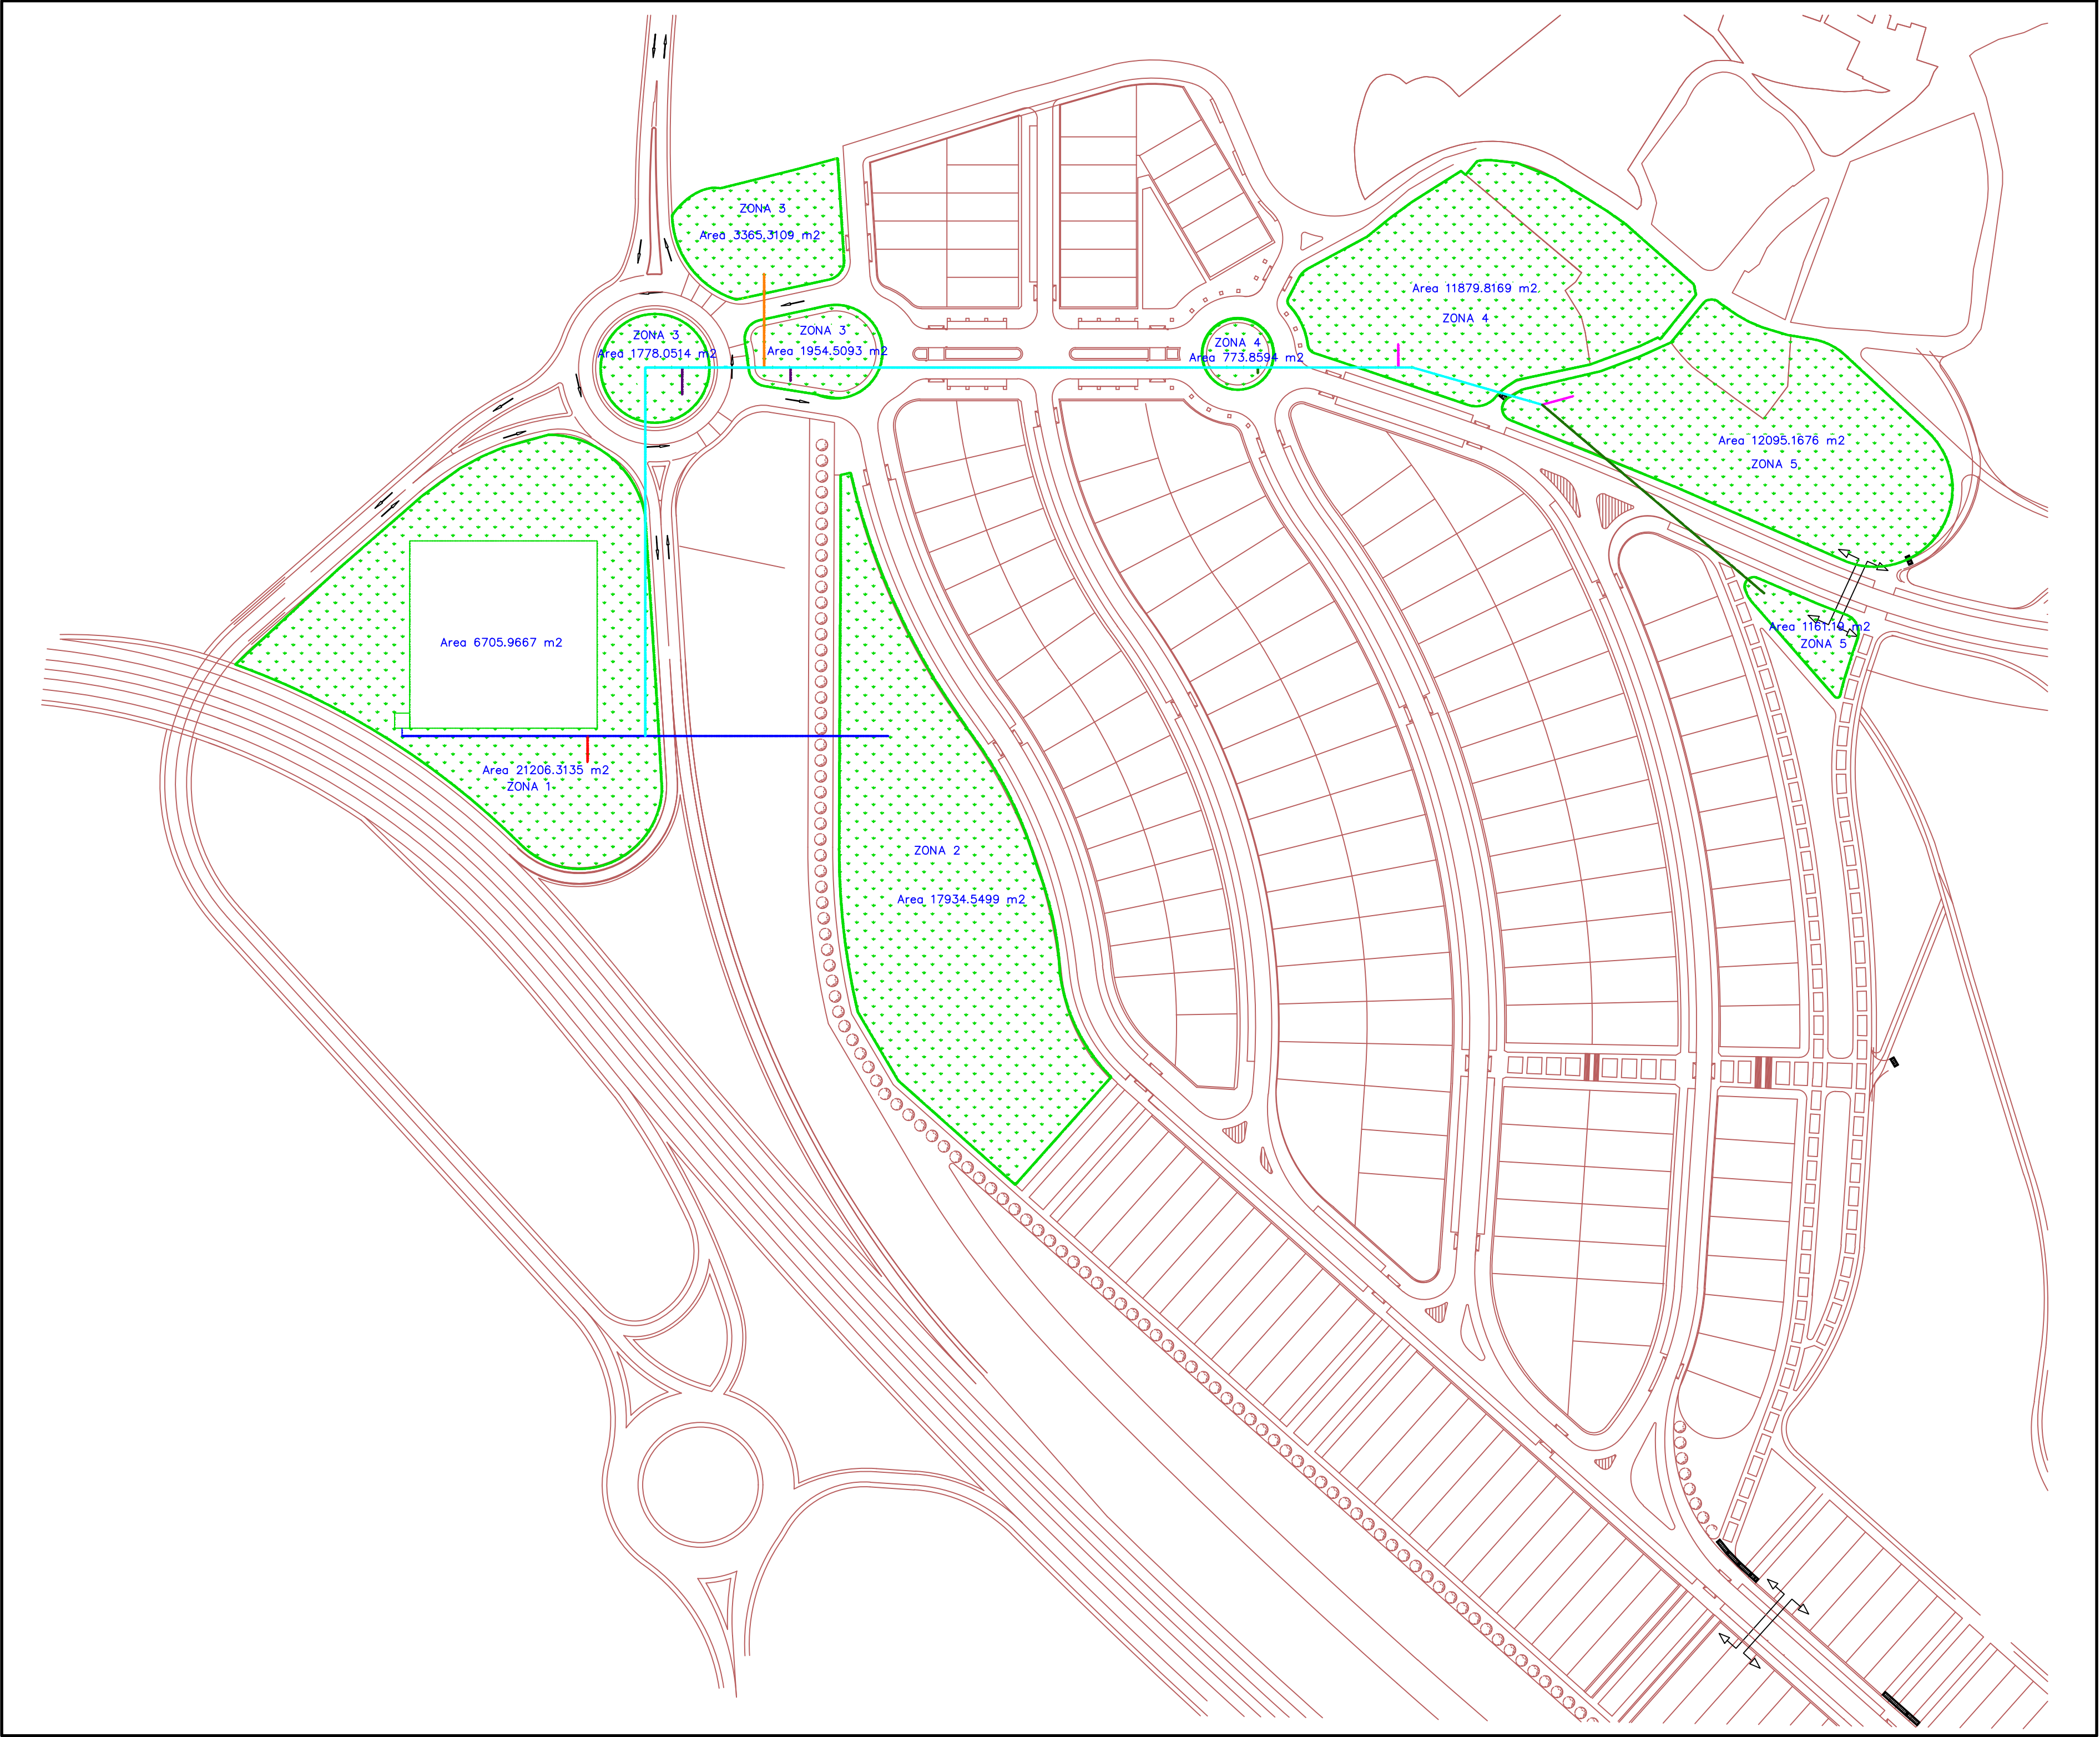 ZONA 3
Area 3365.3109 m2
ZONA 3
Area 1778.0514 m2
ZONA 3
Area 1954.5093 m2
ZONA 4
Area 773.8594 m2
Area 11879.8169 m2
ZONA 4
Area 12095.1676 m2
ZONA 5
Area 1161.19 m2
ZONA 5
Area 6705.9667 m2
Area 21206.3135 m2
ZONA 1
ZONA 2
Area 17934.5499 m2